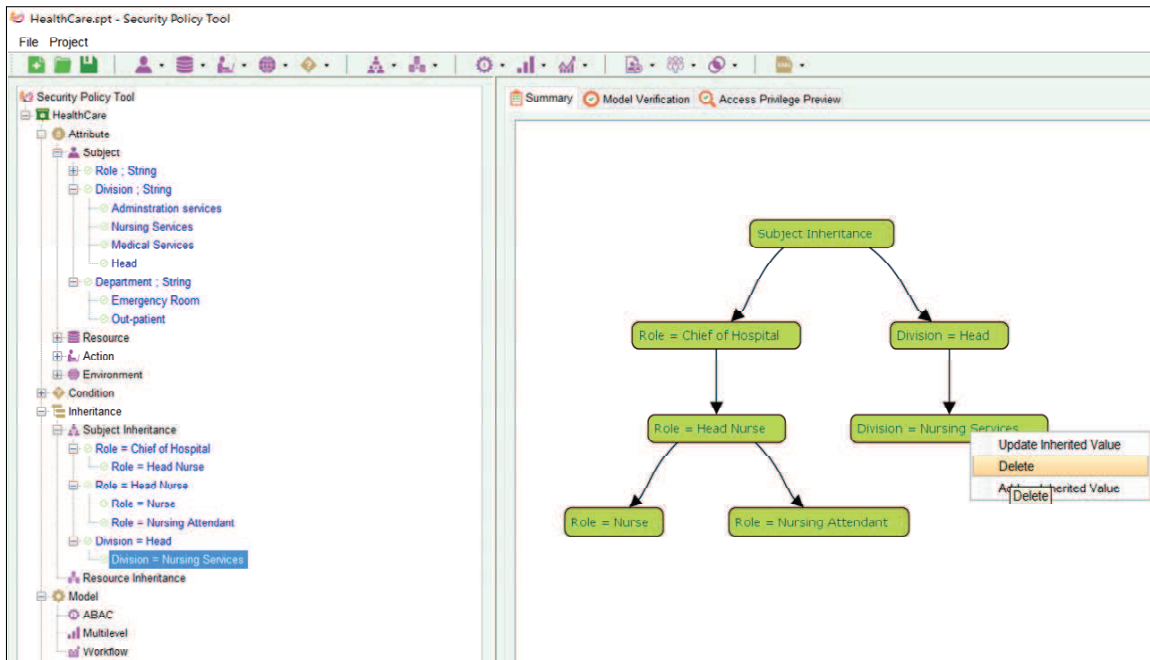 HealthCare.spt - Security Policy Tool
File Project
Security Policy Tool
HealthCare
Attribute
Subject
Role ; String
Division ; String
Adminstration services
Nursing Services
Medical Services
Head
Department ; String
Emergency Room
Out-patient
Resource
Action
Environment
Condition
Inheritance
Subject Inheritance
Role = Chief of Hospital
Role = Head Nurse
Role = Head Nurse
Role = Nurse
Role = Nursing Attendant
Division = Head
Division = Nursing Services
Resource Inheritance
Model
ABAC
Multilevel
Workflow
Summary Model Verification Access Privilege Preview
Subject Inheritance
Role = Chief of Hospital Division = Head
Role = Head Nurse Division = Nursing Services
Role = Nurse Role = Nursing Attendant
Update Inherited Value
Delete
Inherited Value
Delete